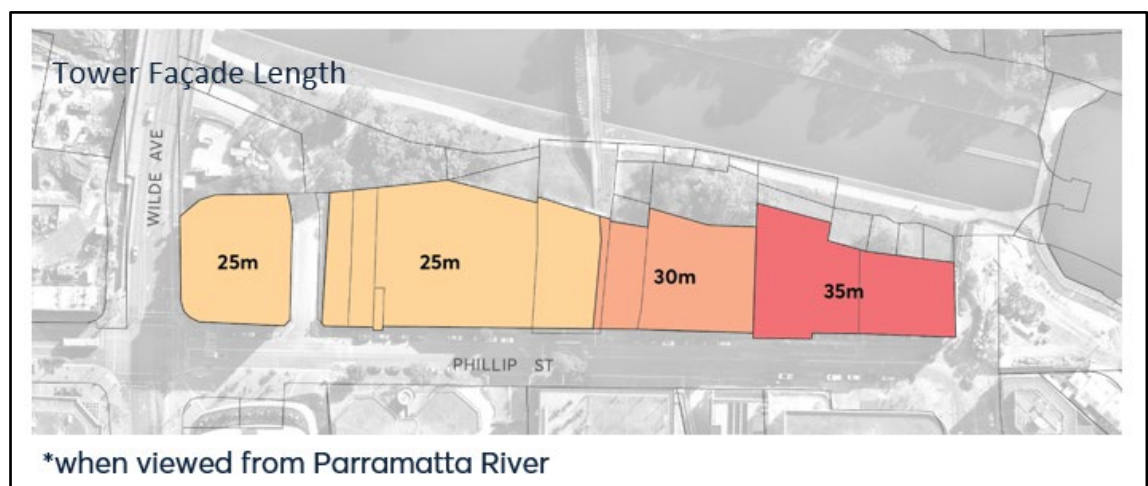 Tower Façade Length
WILDE AVE
25m
25m
30m
35m
PHILLIP ST
*when viewed from Parramatta River